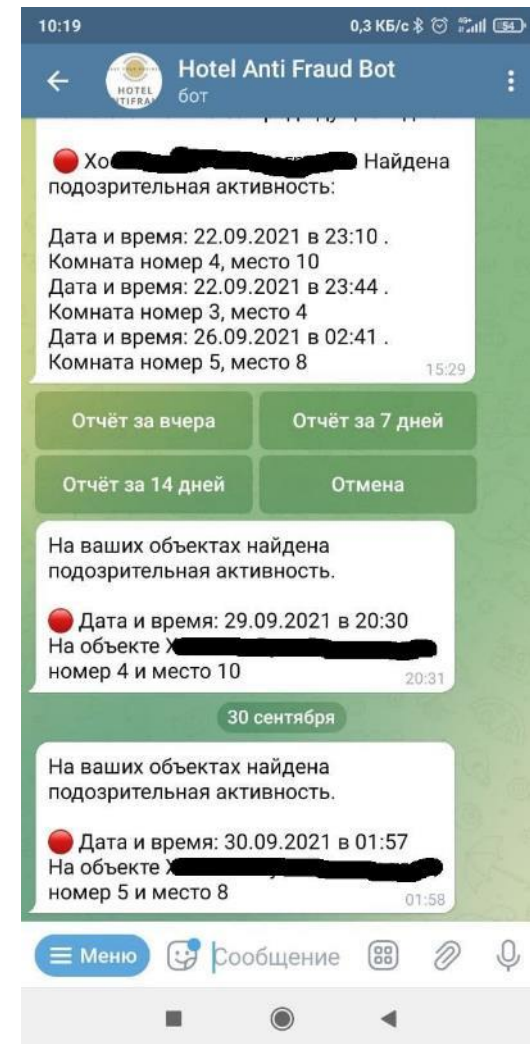 10:19 0,3 КБ/с 54
Hotel Anti Fraud Bot
HOTEL
бот
Хо Найдена
подозрительная активность:
Дата и время: 22.09.2021 в 23:10 .
Комната номер 4, место 10
Дата и время: 22.09.2021 в 23:44 .
Комната номер 3, место 4
Дата и время: 26.09.2021 в 02:41 .
Комната номер 5, место 8
15:29
Отчёт за вчера Отчёт за 7 дней
Отчёт за 14 дней Отмена
На ваших объектах найдена
подозрительная активность.
Дата и время: 29.09.2021 в 20:30
На объекте Х
номер 4 и место 10
20:31
30 сентября
На ваших объектах найдена
подозрительная активность.
Дата и время: 30.09.2021 в 01:57
На объекте Х
номер 5 и место 8
01:58
Меню Сообщение